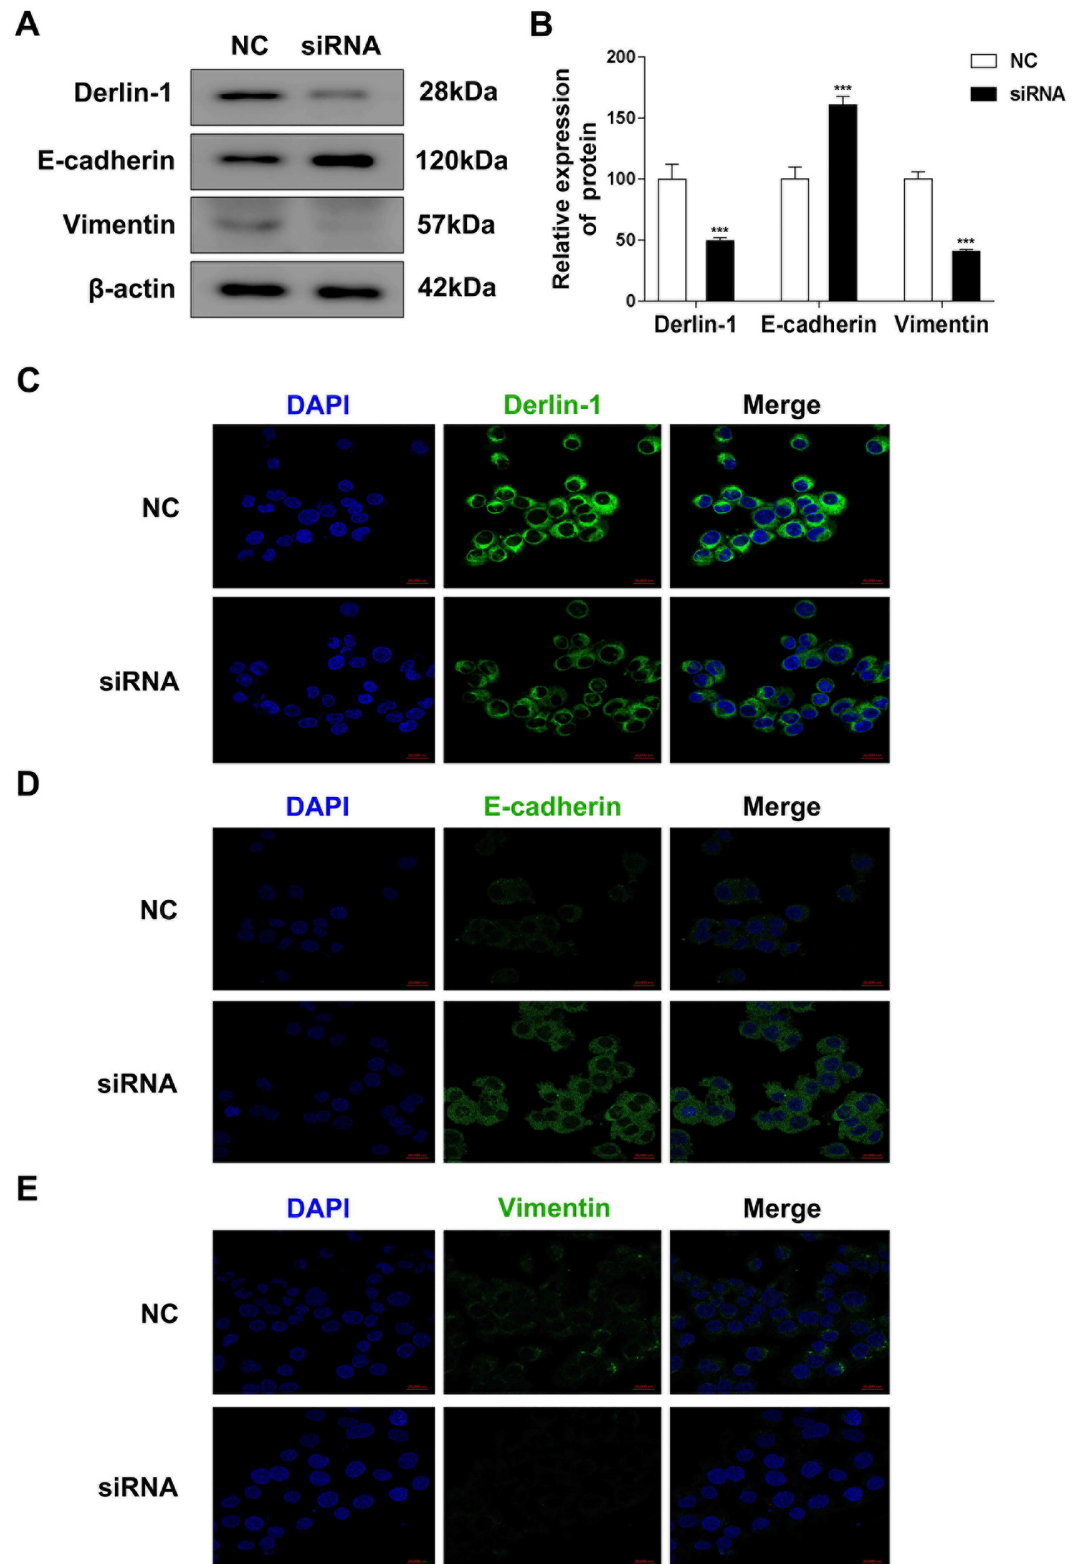 A
NC siRNA
Derlin-1 28kDa
E-cadherin 120kDa
Vimentin 57kDa
β-actin 42kDa
B
Relative expression
of protein
200
150
100
50
0
***
***
***
Derlin-1 E-cadherin Vimentin
NC
siRNA
C
DAPI Derlin-1 Merge
NC
siRNA
D
DAPI E-cadherin Merge
NC
siRNA
E
DAPI Vimentin Merge
NC
siRNA